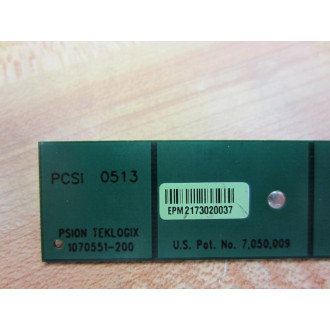 PCSI 0513
EPM2173020037
PSION TEKLOGIX
1070551-200
U.S. Pat. No. 7,050,009